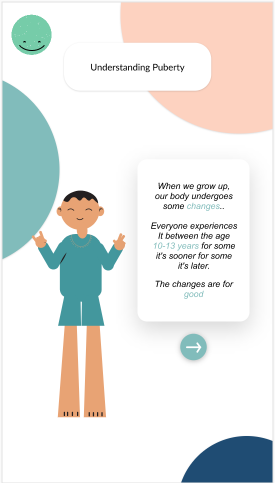 Understanding Puberty
When we grow up,
our body undergoes
some changes..
Everyone experiences
It between the age
10-13 years for some
it's sooner for some
it's later.
The changes are for
good